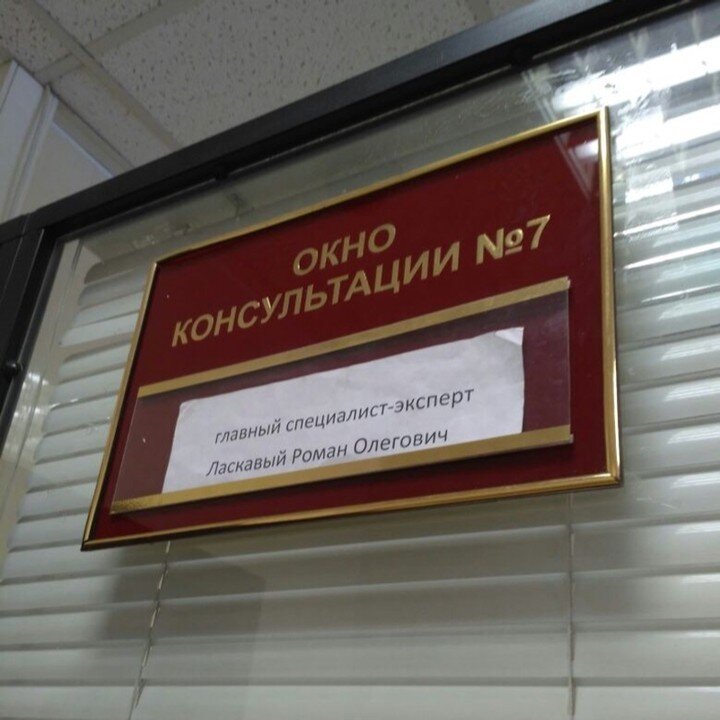 ОКНО
КОНСУЛЬТАЦИИ №7
главный специалист-эксперт
Ласкавый Роман Олегович